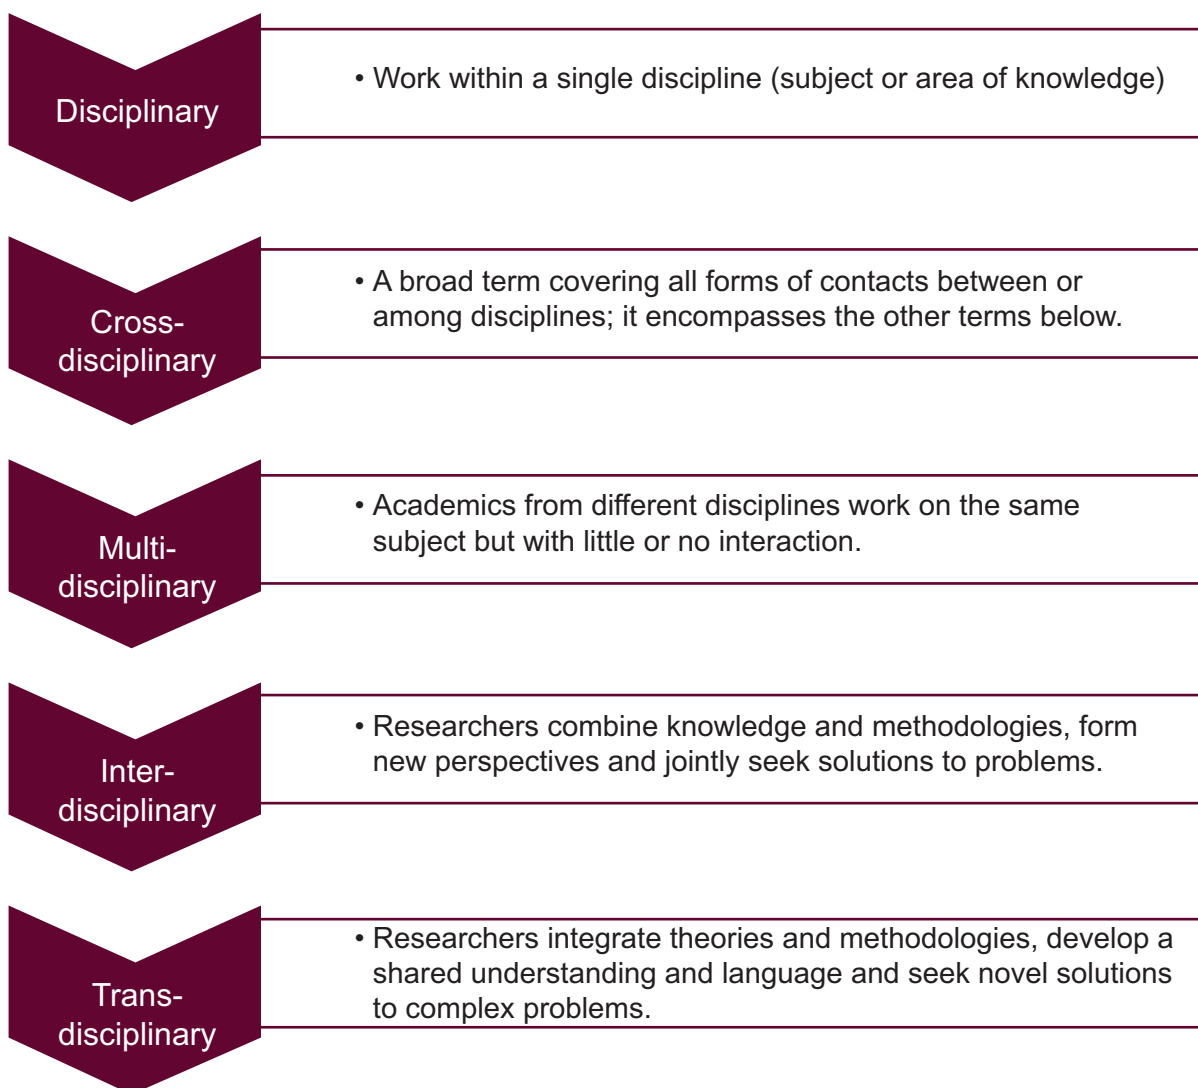 Disciplinary
• Work within a single discipline (subject or area of knowledge)
Cross-
disciplinary
• A broad term covering all forms of contacts between or
among disciplines; it encompasses the other terms below.
Multi-
disciplinary
• Academics from different disciplines work on the same
subject but with little or no interaction.
Inter-
disciplinary
• Researchers combine knowledge and methodologies, form
new perspectives and jointly seek solutions to problems.
Trans-
disciplinary
• Researchers integrate theories and methodologies, develop a
shared understanding and language and seek novel solutions
to complex problems.